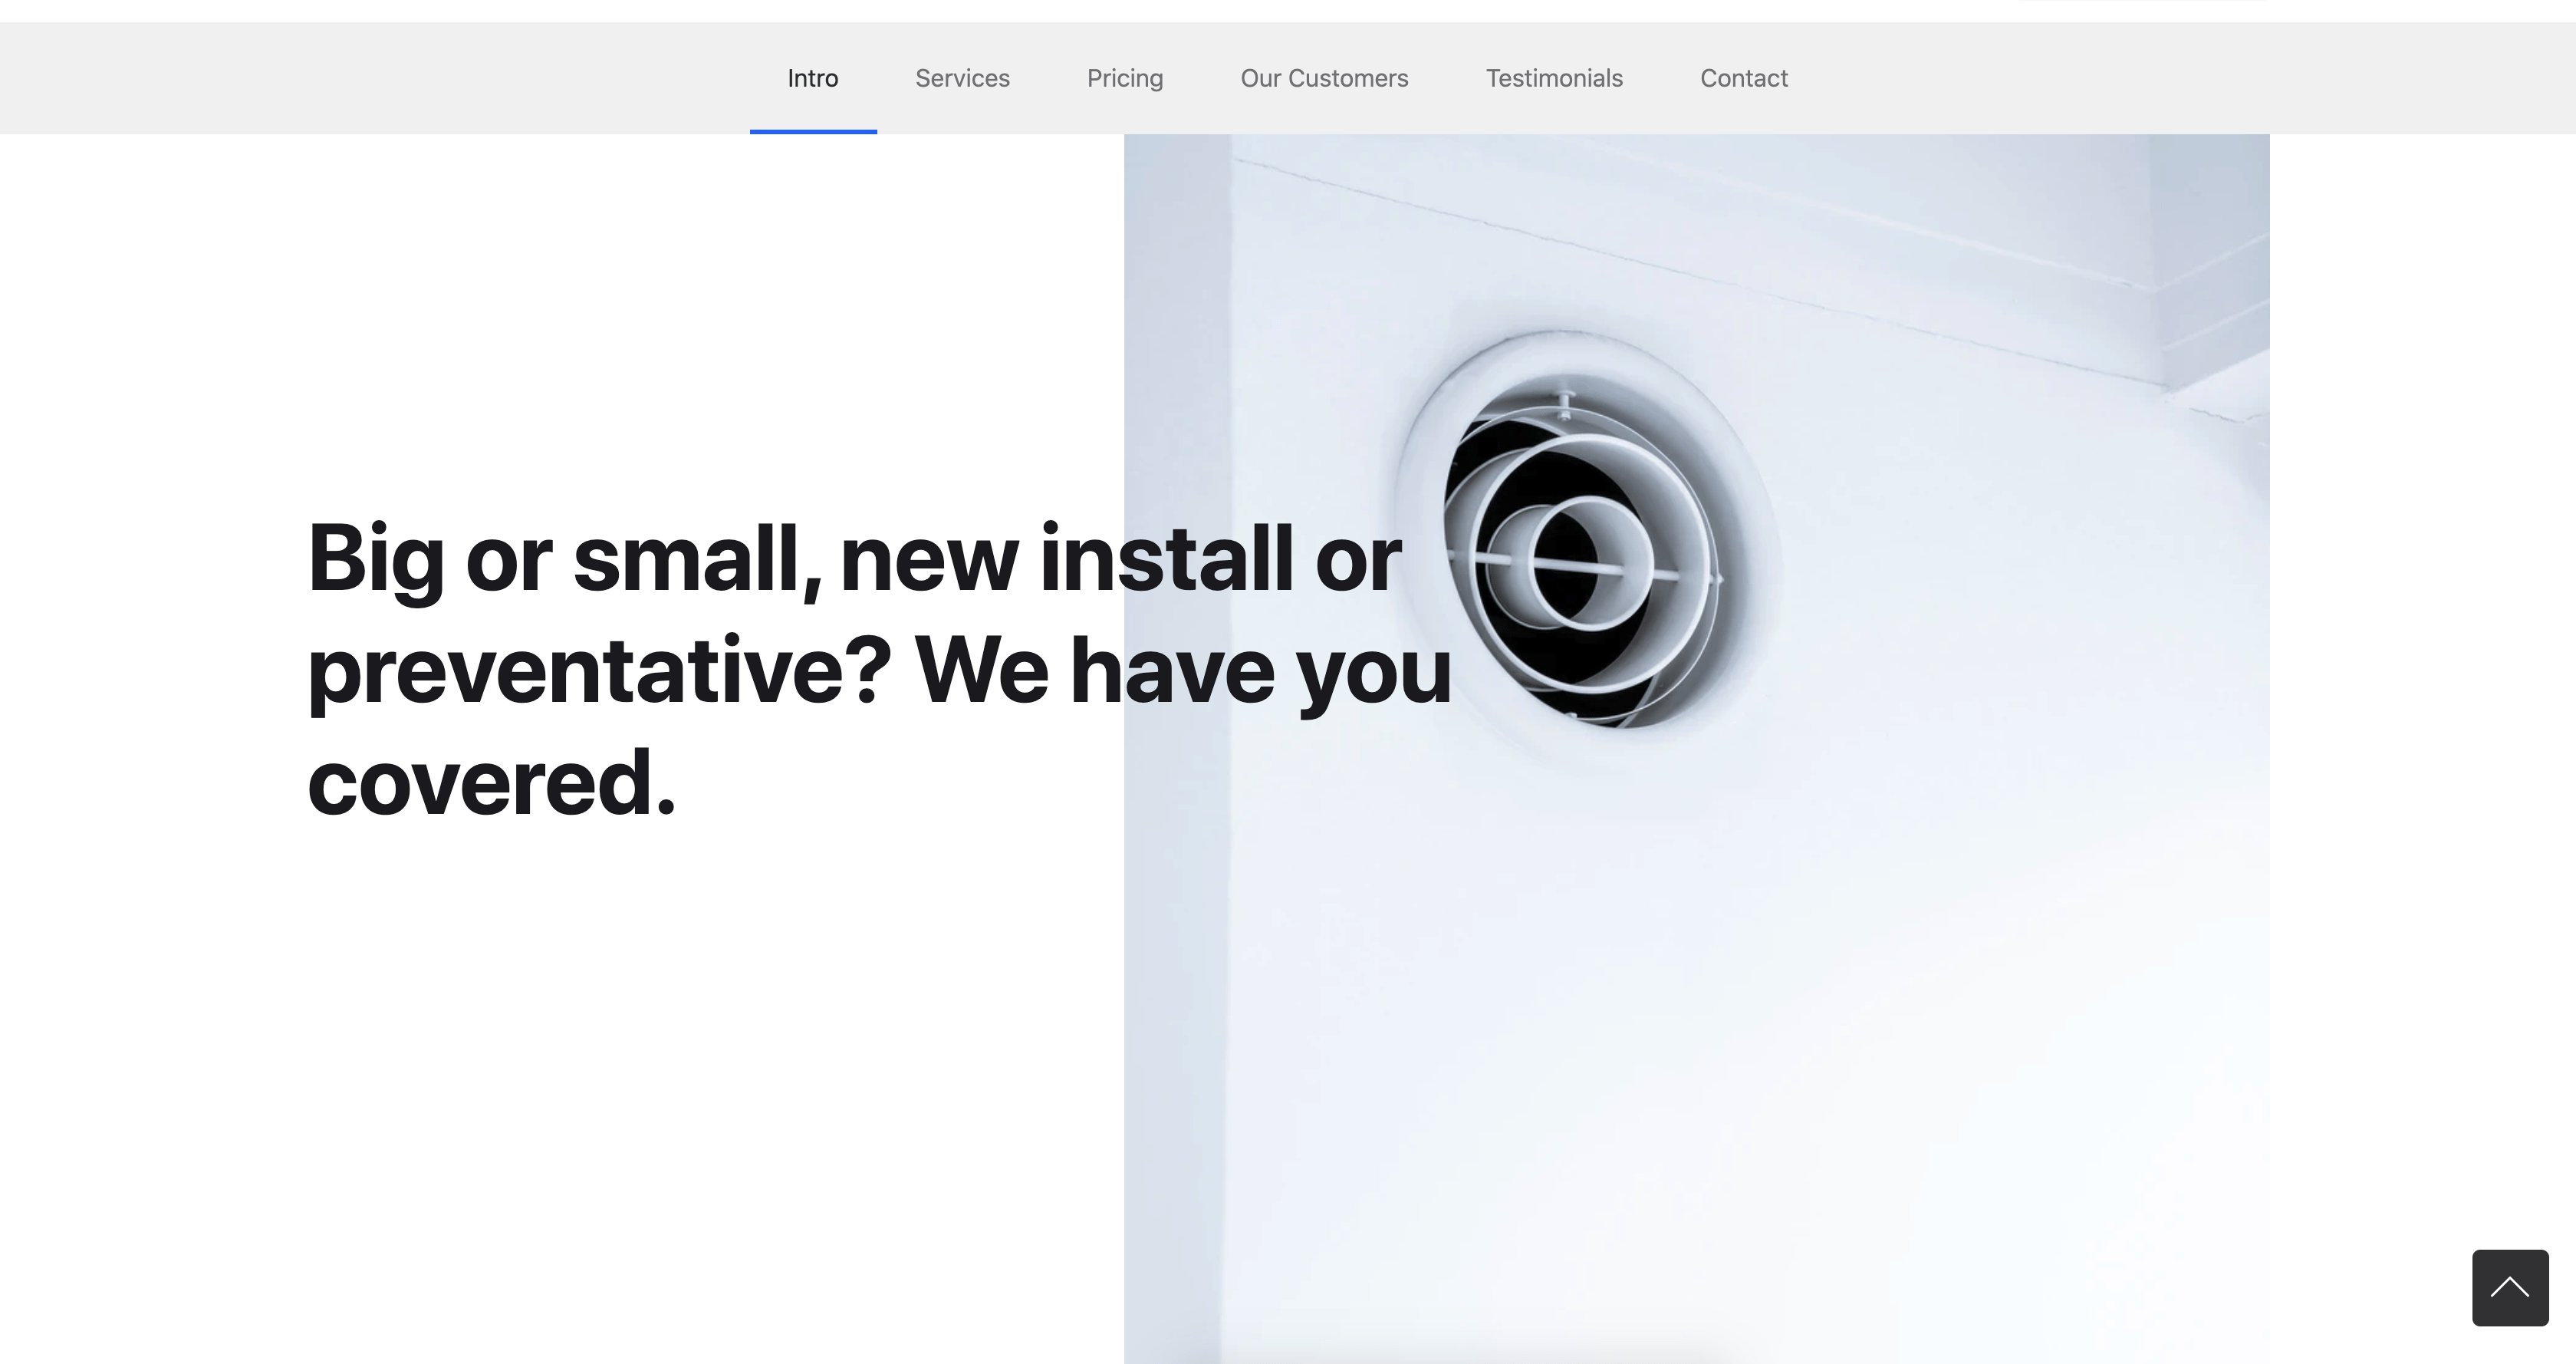 Intro Services Pricing Our Customers Testimonials Contact
Big or small, new install or
preventative? We have you
covered.